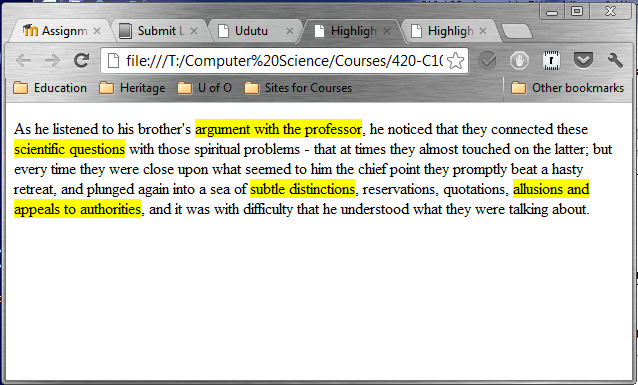 Assignm
Submit L
Udutu
Highligh
Highligh
file:///T:/Computer%20Science/Courses/420-C10
Education
Heritage
U of O
Sites for Courses
Other bookmarks
As he listened to his brother's argument with the professor, he noticed that they connected these
scientific questions with those spiritual problems - that at times they almost touched on the latter; but
every time they were close upon what seemed to him the chief point they promptly beat a hasty
retreat, and plunged again into a sea of subtle distinctions, reservations, quotations, allusions and
appeals to authorities, and it was with difficulty that he understood what they were talking about.